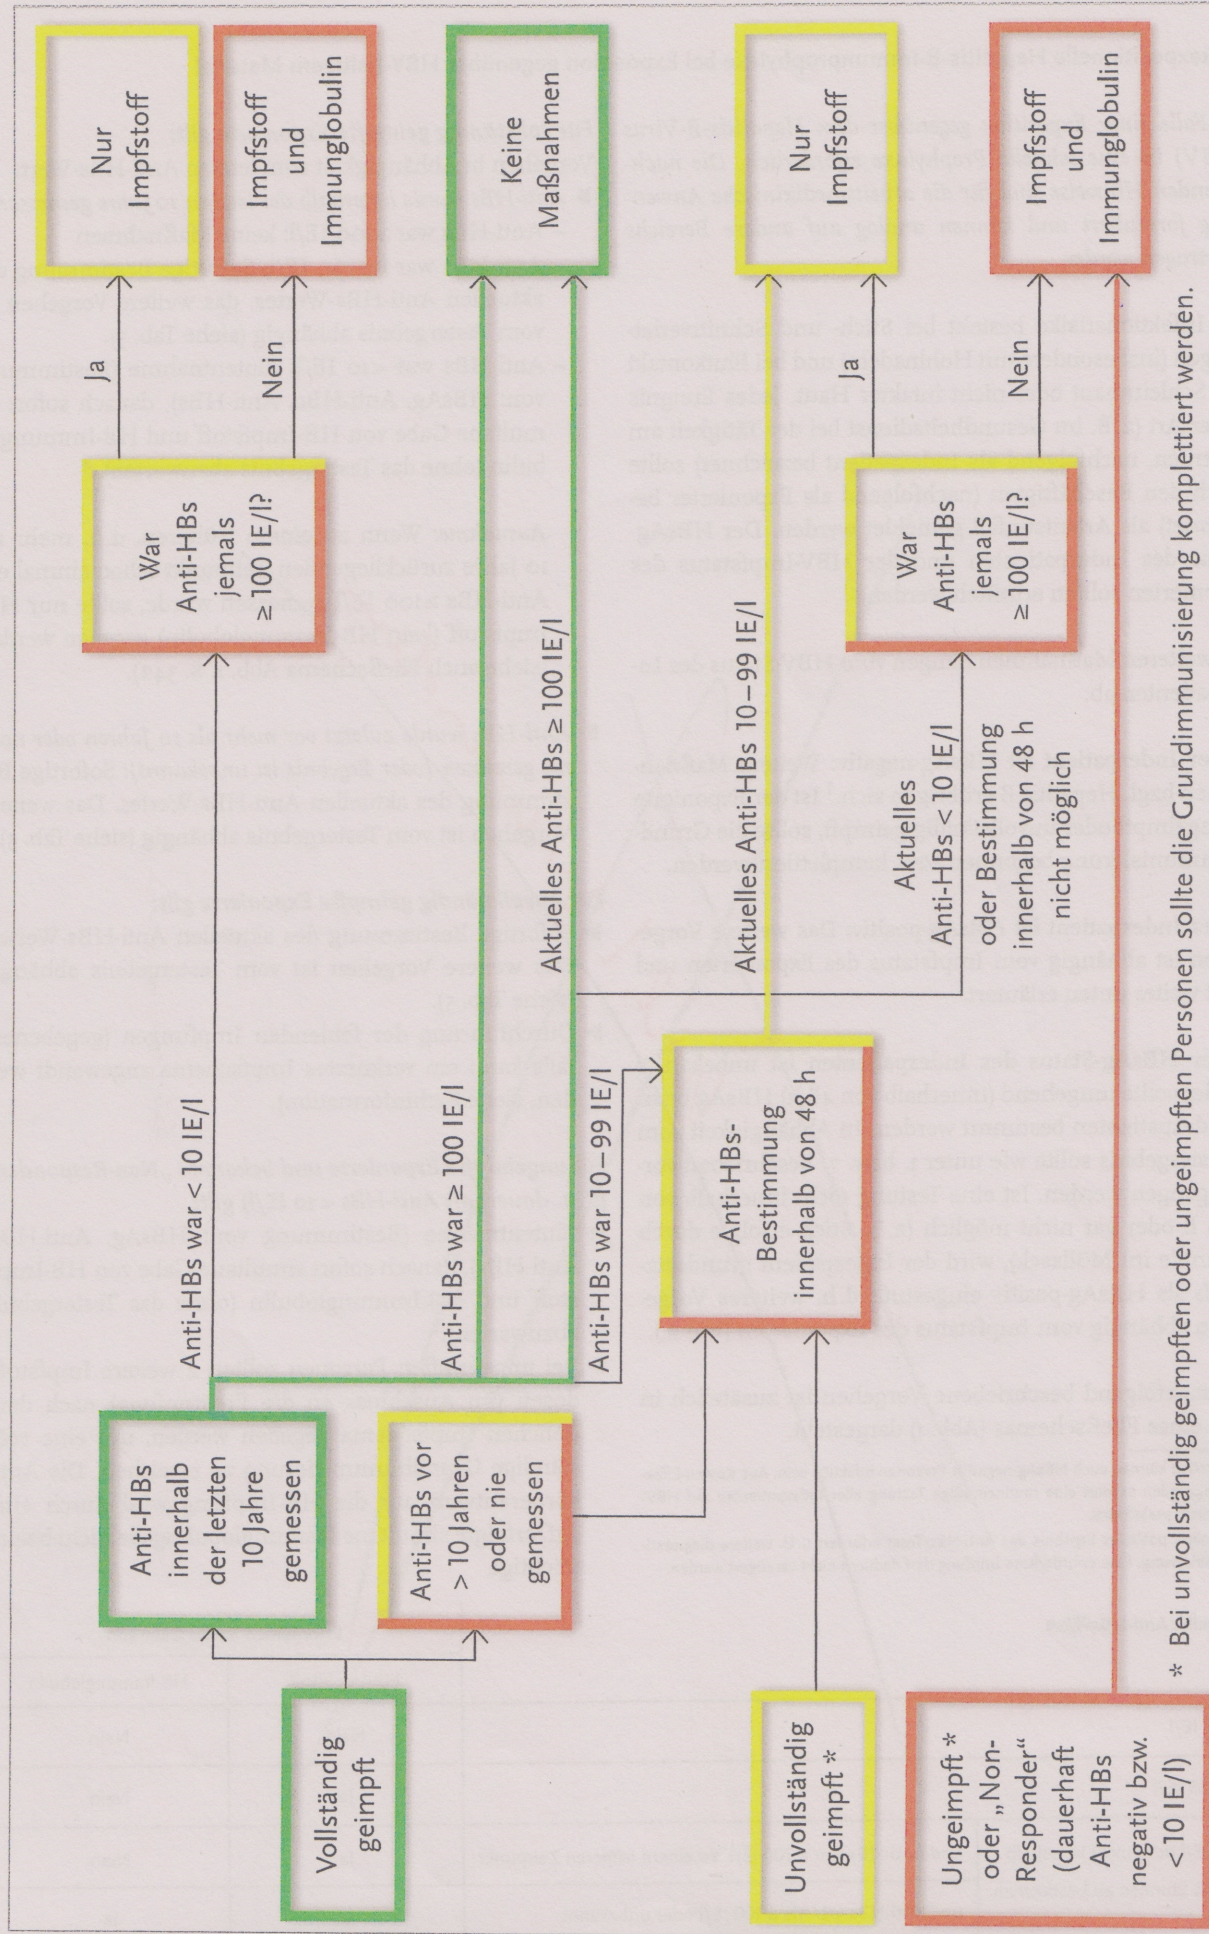 Vollständig
geimpft
Unvollständig
geimpft *
Ungeimpft *
oder „Non-
Responder“
(dauerhaft
Anti-HBs
negativ bzw.
< 10 IE/l)
Anti-HBs
innerhalb
der letzten
10 Jahre
gemessen
Anti-HBs vor
> 10 Jahren
oder nie
gemessen
Anti-HBs war < 10 IE/l
Anti-HBs war ≥ 100 IE/l
Anti-HBs war 10–99 IE/l
Anti-HBs-
Bestimmung
innerhalb von 48 h
Aktuelles Anti-HBs ≥ 100 IE/l
Aktuelles Anti-HBs 10–99 IE/l
Aktuelles
Anti-HBs < 10 IE/l
oder Bestimmung
innerhalb von 48 h
nicht möglich
War
Anti-HBs
jemals
≥ 100 IE/l?
Ja
Nein
War
Anti-HBs
jemals
≥ 100 IE/l?
Ja
Nein
Nur
Impfstoff
Impfstoff
und
Immunglobulin
Keine
Maßnahmen
Nur
Impfstoff
Impfstoff
und
Immunglobulin
* Bei unvollständig geimpften oder ungeimpften Personen sollte die Grundimmunisierung komplettiert werden.